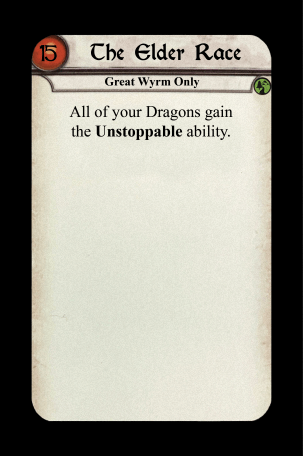 15 The Elder Race
Great Wyrm Only
All of your Dragons gain
the Unstoppable ability.